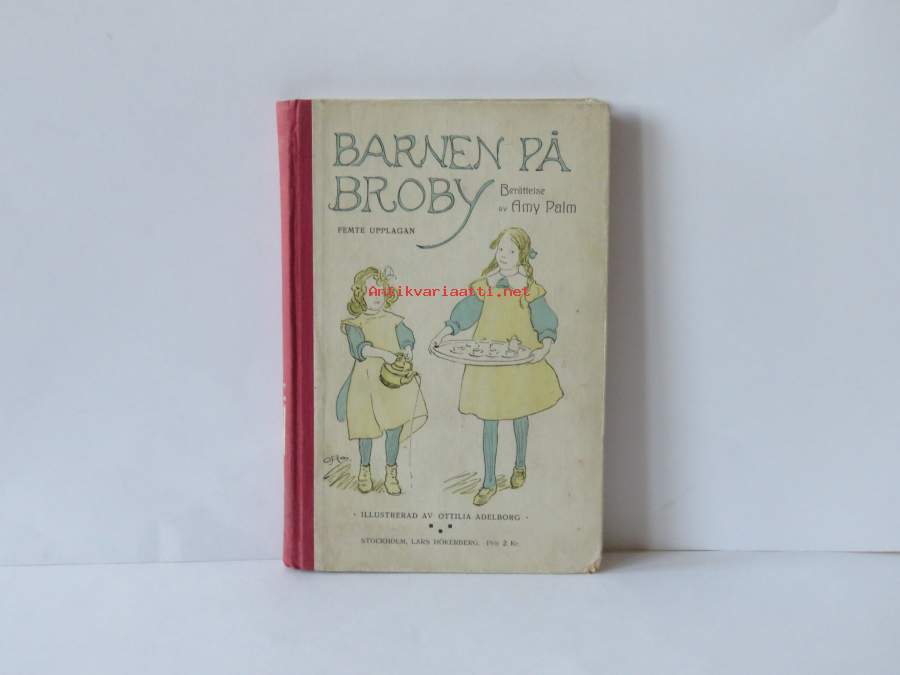 BARNEN PÅ
BROBY
Berättelse
av Amy Palm
FEMTE UPPLAGAN
Antikvariaatti.net
· ILLUSTRERAD AV OTTILIA ADELBORG ·
STOCKHOLM, LARS HÖKERBERG. Pris 2 Kr.